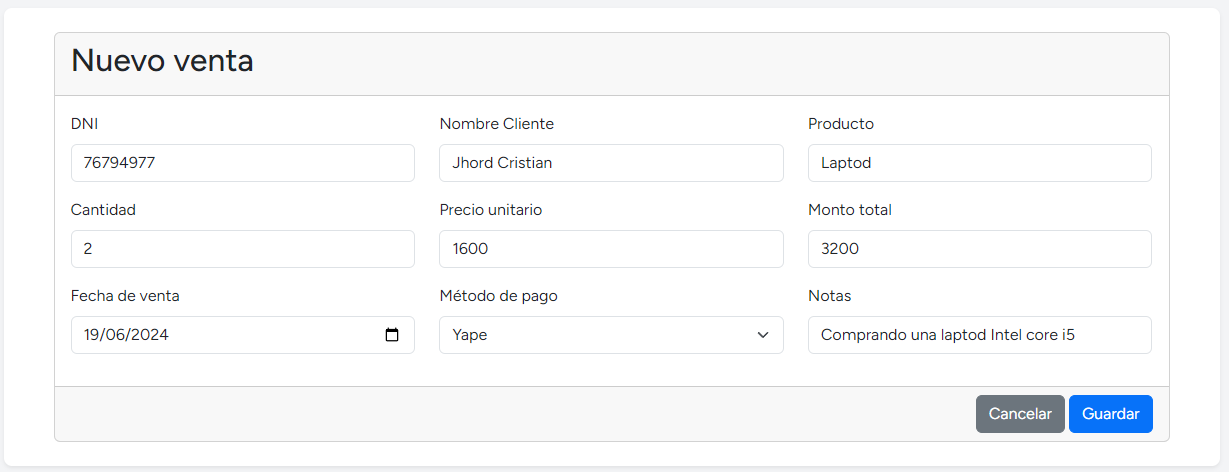 Nuevo venta
DNI Nombre Cliente Producto
76794977 Jhord Cristian Laptod
Cantidad Precio unitario Monto total
2 1600 3200
Fecha de venta Método de pago Notas
19/06/2024 Yape Comprando una laptod Intel core i5
Cancelar Guardar